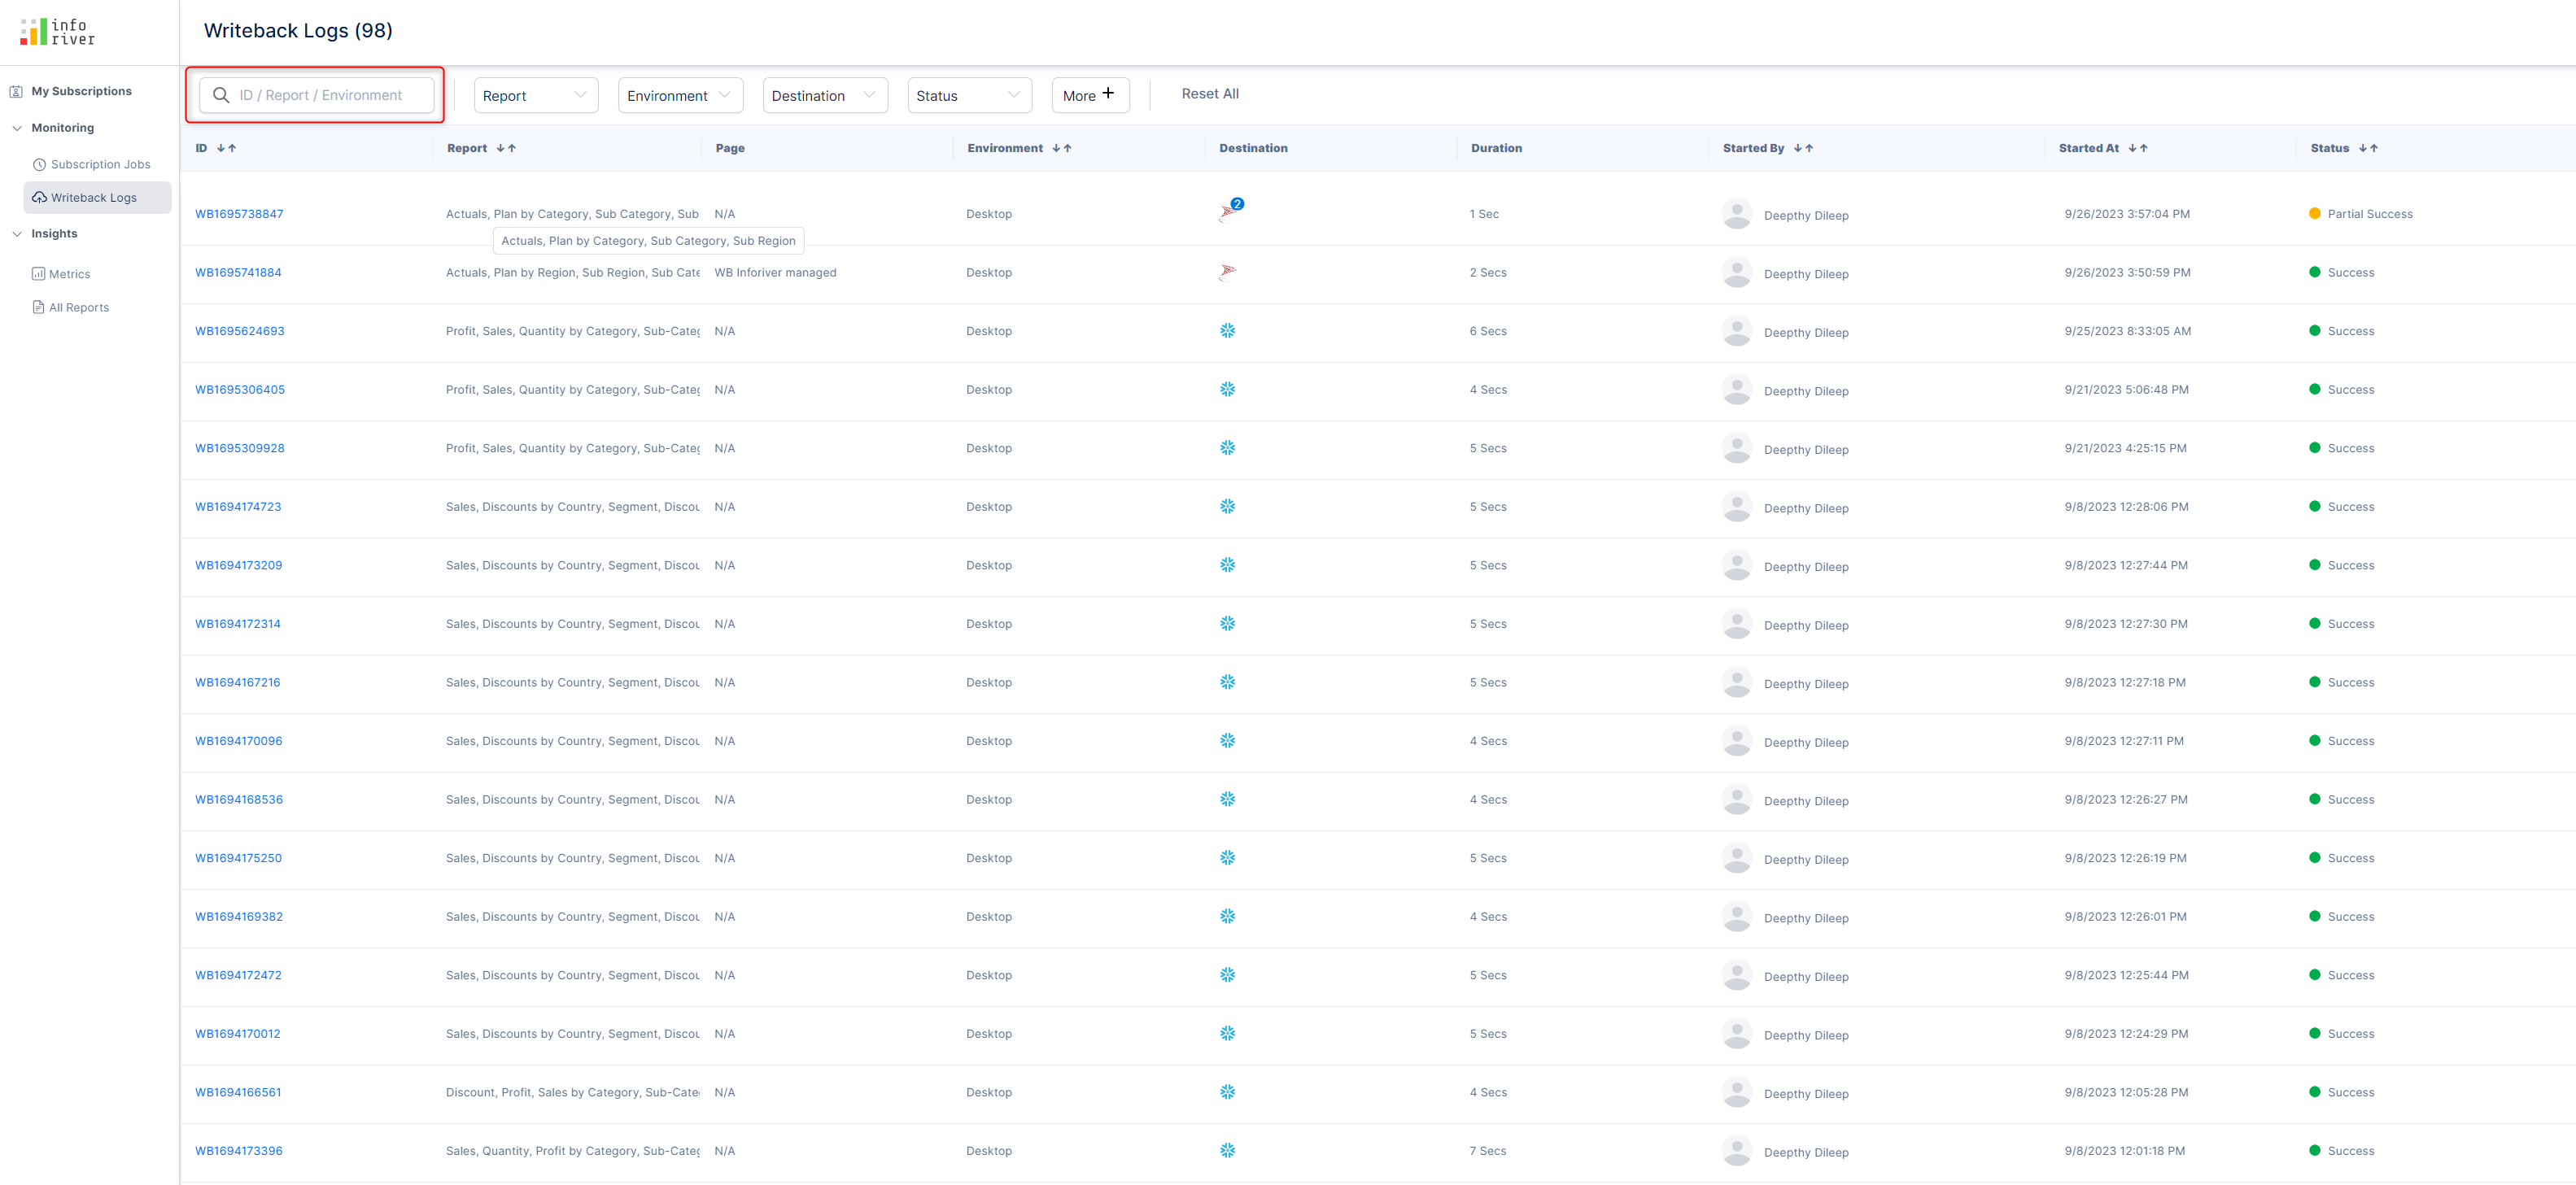 info river
Writeback Logs (98)
My Subscriptions
Monitoring
Subscription Jobs
Writeback Logs
Insights
Metrics
All Reports
ID / Report / Environment Report Environment Destination Status More + Reset All
ID Report Page Environment Destination Duration Started By Started At Status
WB1695738847 Actuals, Plan by Category, Sub Category, Sub N/A Desktop 2 1 Sec Deepthy Dileep 9/26/2023 3:57:04 PM Partial Success
Actuals, Plan by Category, Sub Category, Sub Region
WB1695741884 Actuals, Plan by Region, Sub Region, Sub Cate WB Inforiver managed Desktop 2 Secs Deepthy Dileep 9/26/2023 3:50:59 PM Success
WB1695624693 Profit, Sales, Quantity by Category, Sub-Categ N/A Desktop 6 Secs Deepthy Dileep 9/25/2023 8:33:05 AM Success
WB1695306405 Profit, Sales, Quantity by Category, Sub-Categ N/A Desktop 4 Secs Deepthy Dileep 9/21/2023 5:06:48 PM Success
WB1695309928 Profit, Sales, Quantity by Category, Sub-Categ N/A Desktop 5 Secs Deepthy Dileep 9/21/2023 4:25:15 PM Success
WB1694174723 Sales, Discounts by Country, Segment, Discou N/A Desktop 5 Secs Deepthy Dileep 9/8/2023 12:28:06 PM Success
WB1694173209 Sales, Discounts by Country, Segment, Discou N/A Desktop 5 Secs Deepthy Dileep 9/8/2023 12:27:44 PM Success
WB1694172314 Sales, Discounts by Country, Segment, Discou N/A Desktop 5 Secs Deepthy Dileep 9/8/2023 12:27:30 PM Success
WB1694167216 Sales, Discounts by Country, Segment, Discou N/A Desktop 5 Secs Deepthy Dileep 9/8/2023 12:27:18 PM Success
WB1694170096 Sales, Discounts by Country, Segment, Discou N/A Desktop 4 Secs Deepthy Dileep 9/8/2023 12:27:11 PM Success
WB1694168536 Sales, Discounts by Country, Segment, Discou N/A Desktop 4 Secs Deepthy Dileep 9/8/2023 12:26:27 PM Success
WB1694175250 Sales, Discounts by Country, Segment, Discou N/A Desktop 5 Secs Deepthy Dileep 9/8/2023 12:26:19 PM Success
WB1694169382 Sales, Discounts by Country, Segment, Discou N/A Desktop 4 Secs Deepthy Dileep 9/8/2023 12:26:01 PM Success
WB1694172472 Sales, Discounts by Country, Segment, Discou N/A Desktop 5 Secs Deepthy Dileep 9/8/2023 12:25:44 PM Success
WB1694170012 Sales, Discounts by Country, Segment, Discou N/A Desktop 5 Secs Deepthy Dileep 9/8/2023 12:24:29 PM Success
WB1694166561 Discount, Profit, Sales by Category, Sub-Cate N/A Desktop 4 Secs Deepthy Dileep 9/8/2023 12:05:28 PM Success
WB1694173396 Sales, Quantity, Profit by Category, Sub-Categ N/A Desktop 7 Secs Deepthy Dileep 9/8/2023 12:01:18 PM Success